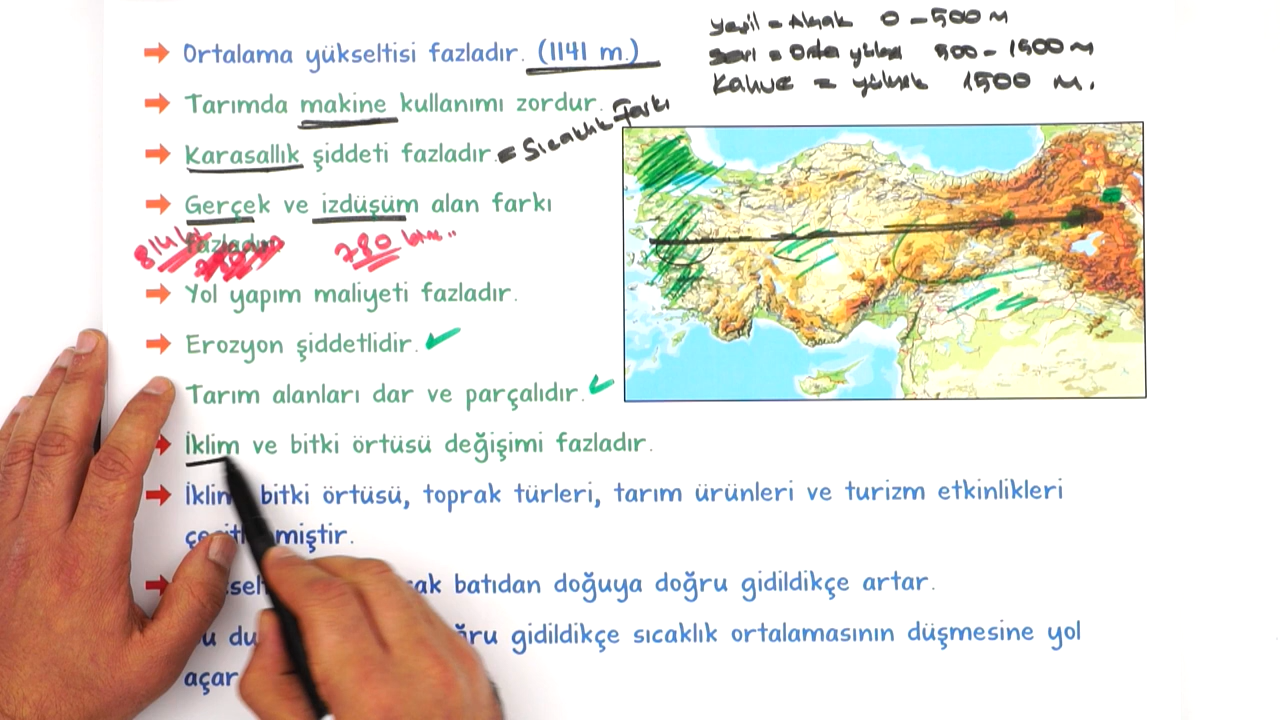 Yeşil = Alçak 0 - 500 m
Sarı = Orta yüksek 500 - 1500 m
Kahve = yüksek 1500 m.
Ortalama yükseltisi fazladır. (1141 m.)
Tarımda makine kullanımı zordur.
Karasallık şiddeti fazladır. = Sıcaklık Farkı
Gerçek ve izdüşüm alan farkı
fazladır.
814 780
Yol yapım maliyeti fazladır.
Erozyon şiddetlidir.
Tarım alanları dar ve parçalıdır.
İklim ve bitki örtüsü değişimi fazladır.
bitki örtüsü, toprak türleri, tarım ürünleri ve turizm etkinlikleri
batıdan doğuya doğru gidildikçe artar.
gidildikçe sıcaklık ortalamasının düşmesine yol
açar